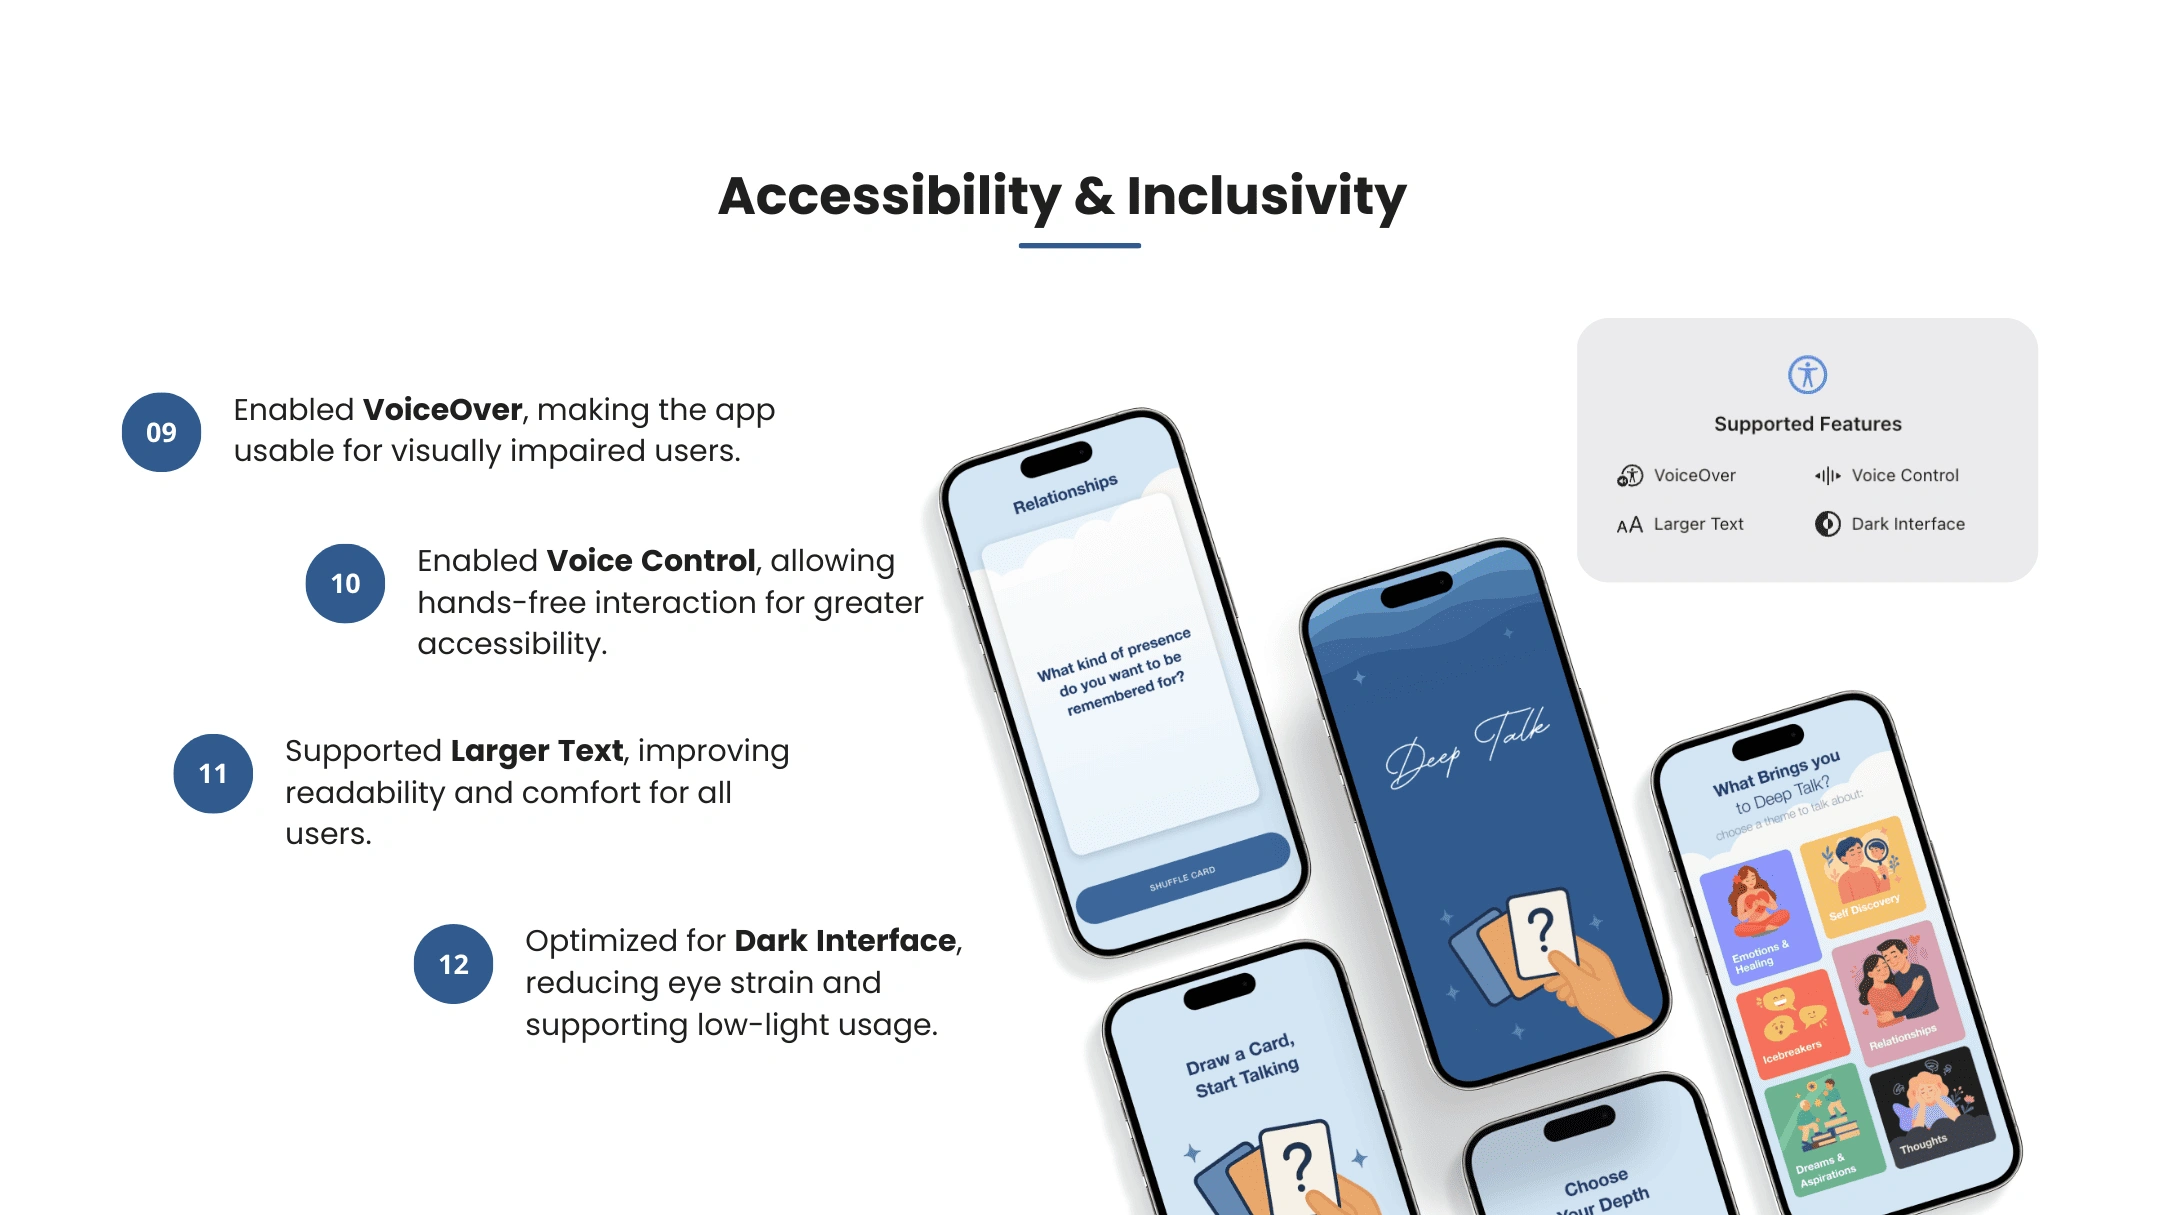 Accessibility & Inclusivity
09
Enabled VoiceOver, making the app
usable for visually impaired users.
10
Enabled Voice Control, allowing
hands-free interaction for greater
accessibility.
11
Supported Larger Text, improving
readability and comfort for all
users.
12
Optimized for Dark Interface,
reducing eye strain and
supporting low-light usage.
Supported Features
VoiceOver
Voice Control
AA Larger Text
Dark Interface
Relationships
What kind of presence
do you want to be
remembered for?
SHUFFLE CARD
Deep Talk
?
What Brings you
to Deep Talk?
choose a theme to talk about:
Emotions &
Healing
Self Discovery
Icebreakers
Relationships
Dreams &
Aspirations
Thoughts
Draw a Card,
Start Talking
?
Choose
Your Depth